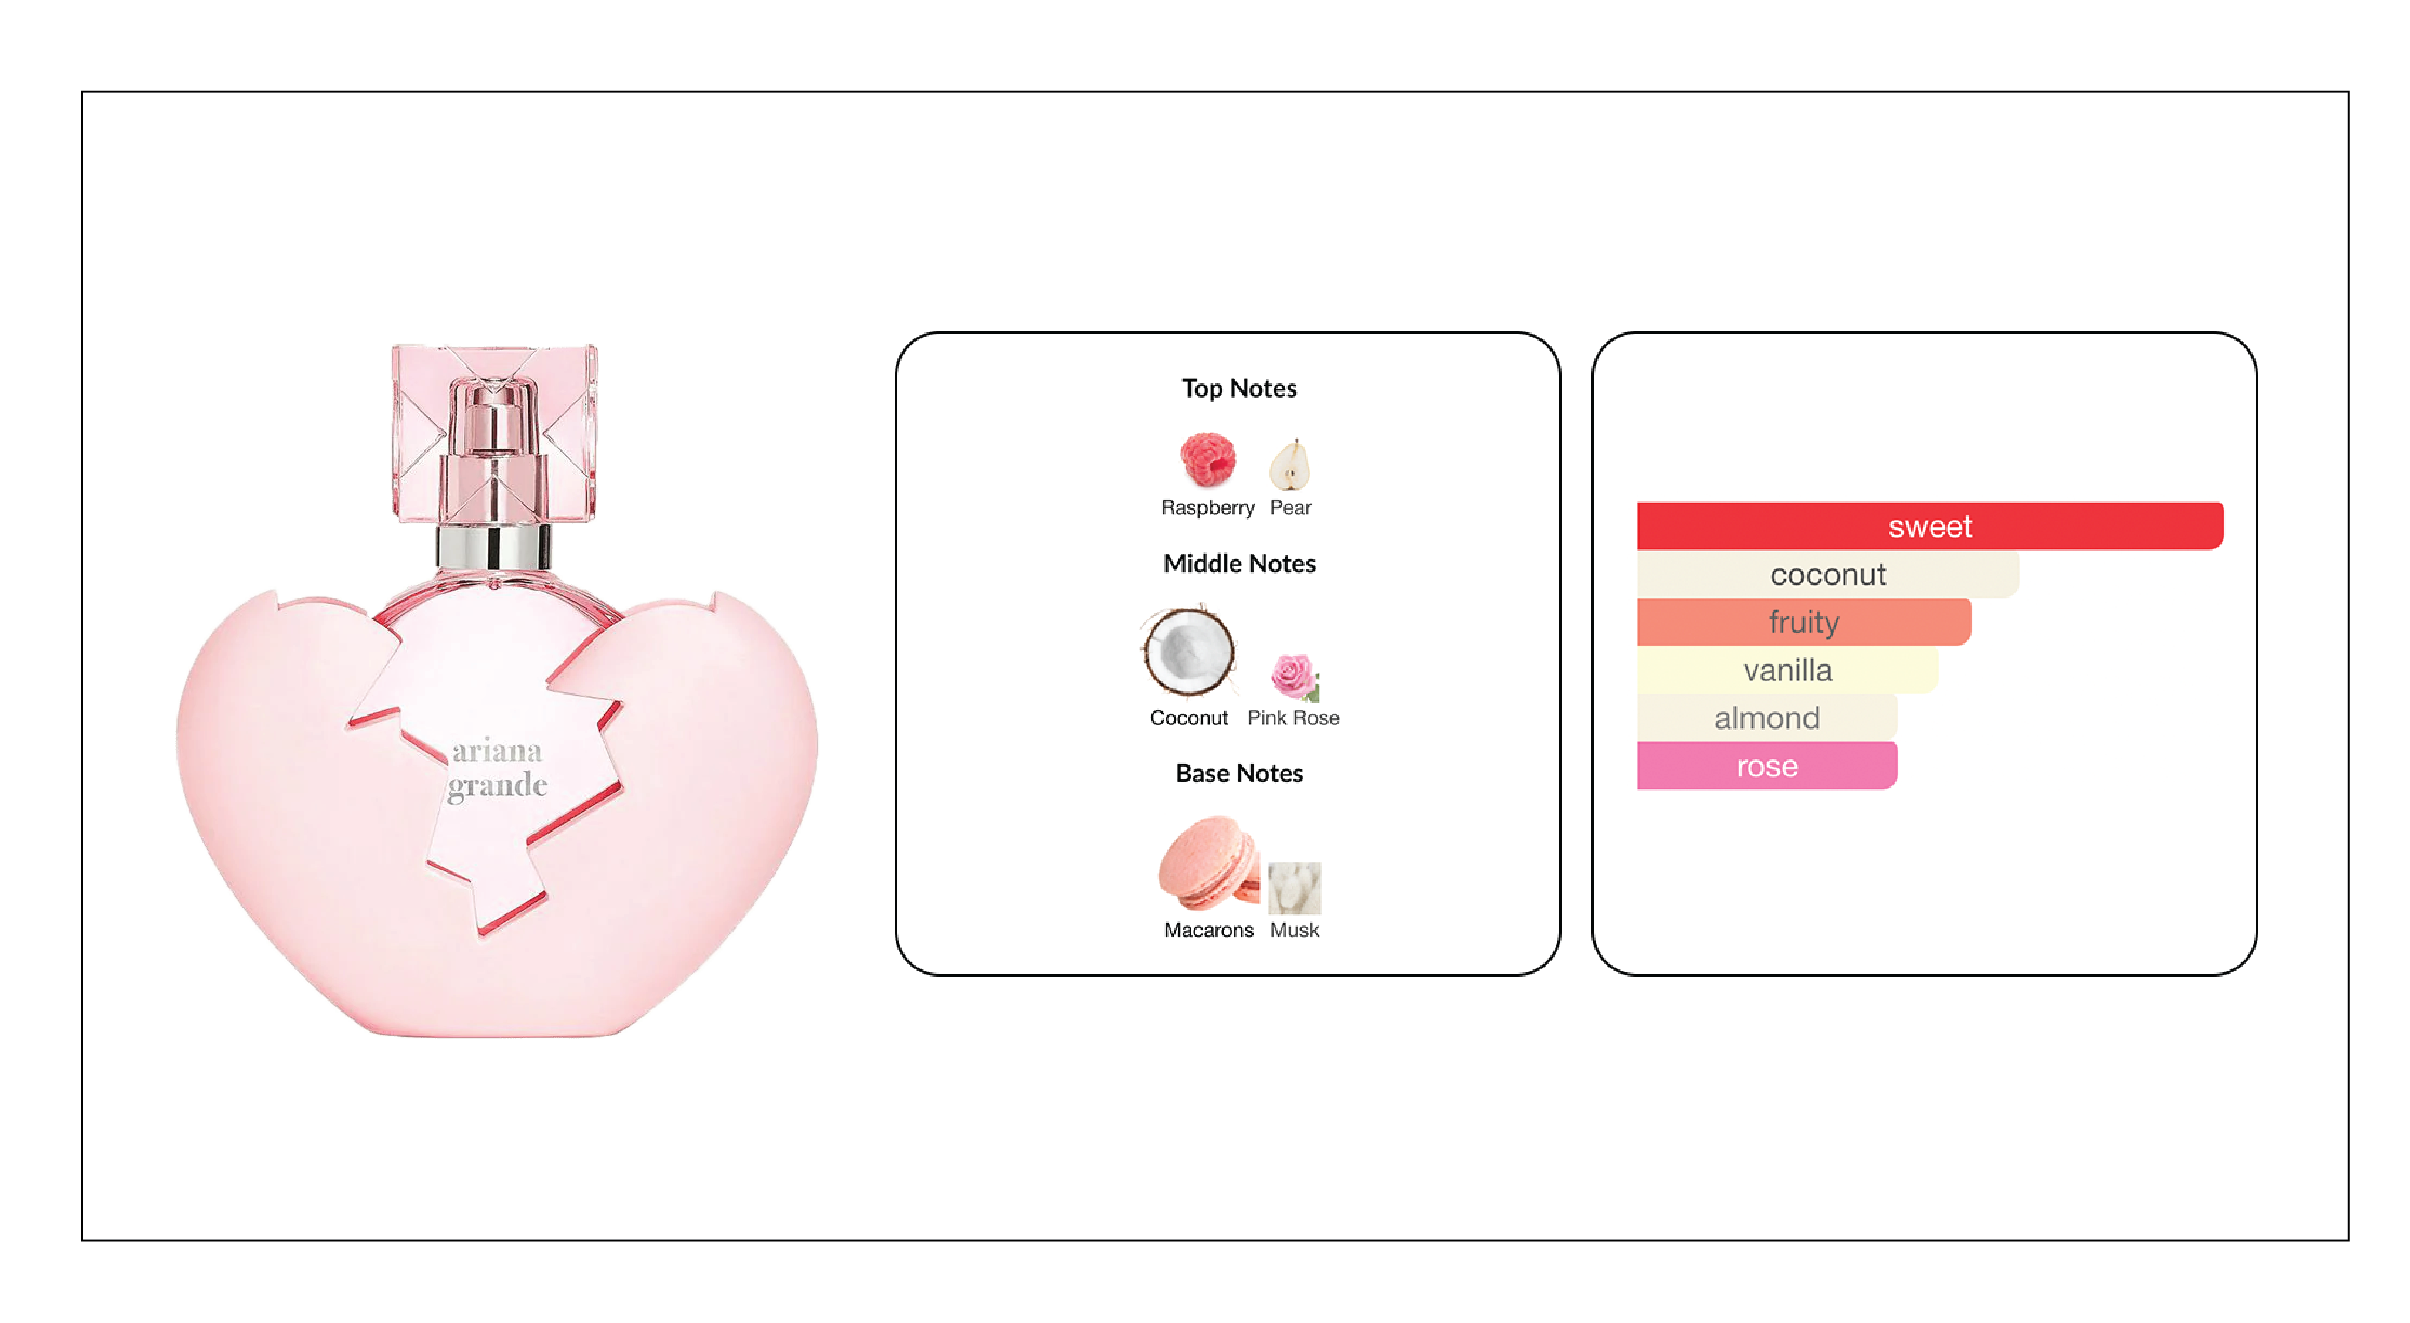 ariana
grande
Top Notes
Raspberry Pear
Middle Notes
Coconut Pink Rose
Base Notes
Macarons Musk
sweet
coconut
fruity
vanilla
almond
rose